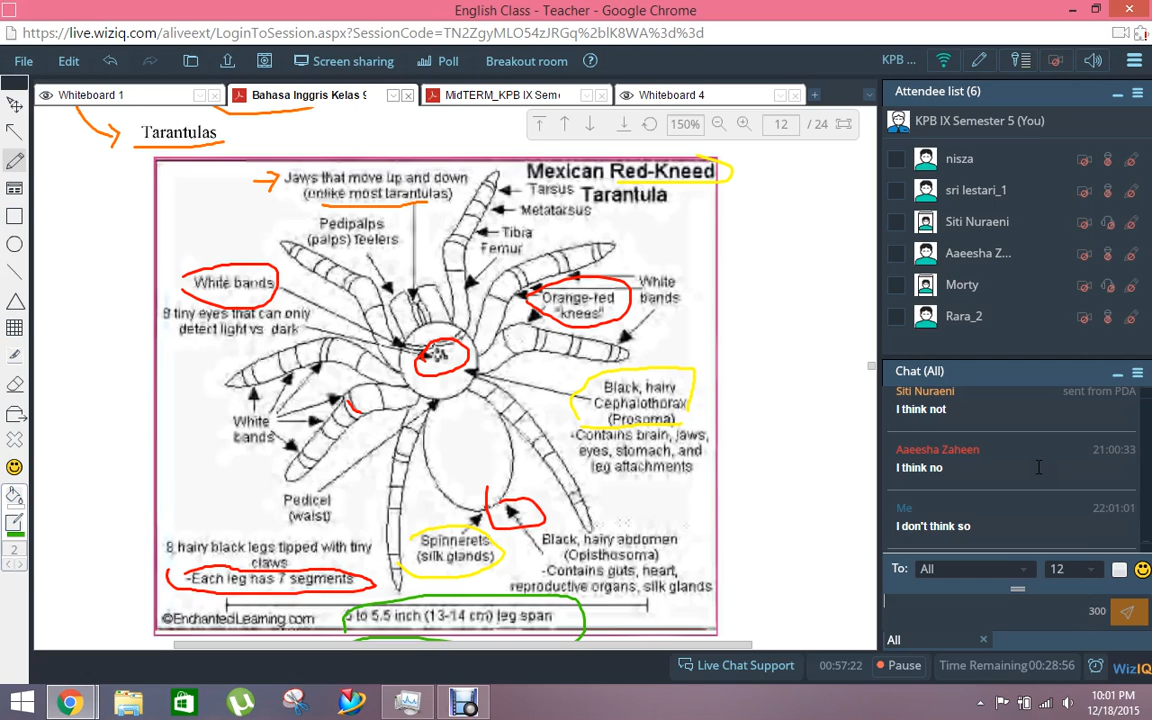 English Class - Teacher - Google Chrome
https://live.wiziq.com/aliveext/LoginToSession.aspx?SessionCode=TN2ZgyMLO54zJRGq%2blK8WA%3d%3d
File Edit Screen sharing Poll Breakout room KPB ...
Whiteboard 1
Bahasa Inggris Kelas 9
MidTERM_KPB IX Sem
Whiteboard 4
150% 12 / 24
Tarantulas
Mexican Red-Kneed
Tarantula
Jaws that move up and down
(unlike most tarantulas)
Tarsus
Metatarsus
Pedipalps
(palps) feelers
Tibia
Femur
White bands
White
bands
Orange-red
"knees"
8 tiny eyes that can only
detect light vs dark
Black, hairy
Cephalothorax
(Prosoma)
-Contains brain, jaws,
eyes, stomach, and
leg attachments
White
bands
Pedicel
(waist)
Spinnerets
(silk glands)
Black, hairy abdomen
(Opisthosoma)
-Contains guts, heart,
reproductive organs, silk glands
8 hairy black legs tipped with tiny
claws
-Each leg has 7 segments
to 5.5 inch (13-14 cm) leg span
©EnchantedLearning.com
Attendee list (6)
KPB IX Semester 5 (You)
nisza
sri lestari_1
Siti Nuraeni
Aaeesha Z...
Morty
Rara_2
Chat (All)
Siti Nuraeni sent from PDA
I think not
Aaeesha Zaheen 21:00:33
I think no
Me 22:01:01
I don't think so
To: All 12
300
All
2
Live Chat Support 00:57:22 Pause Time Remaining 00:28:56 WizIQ
10:01 PM
12/18/2015